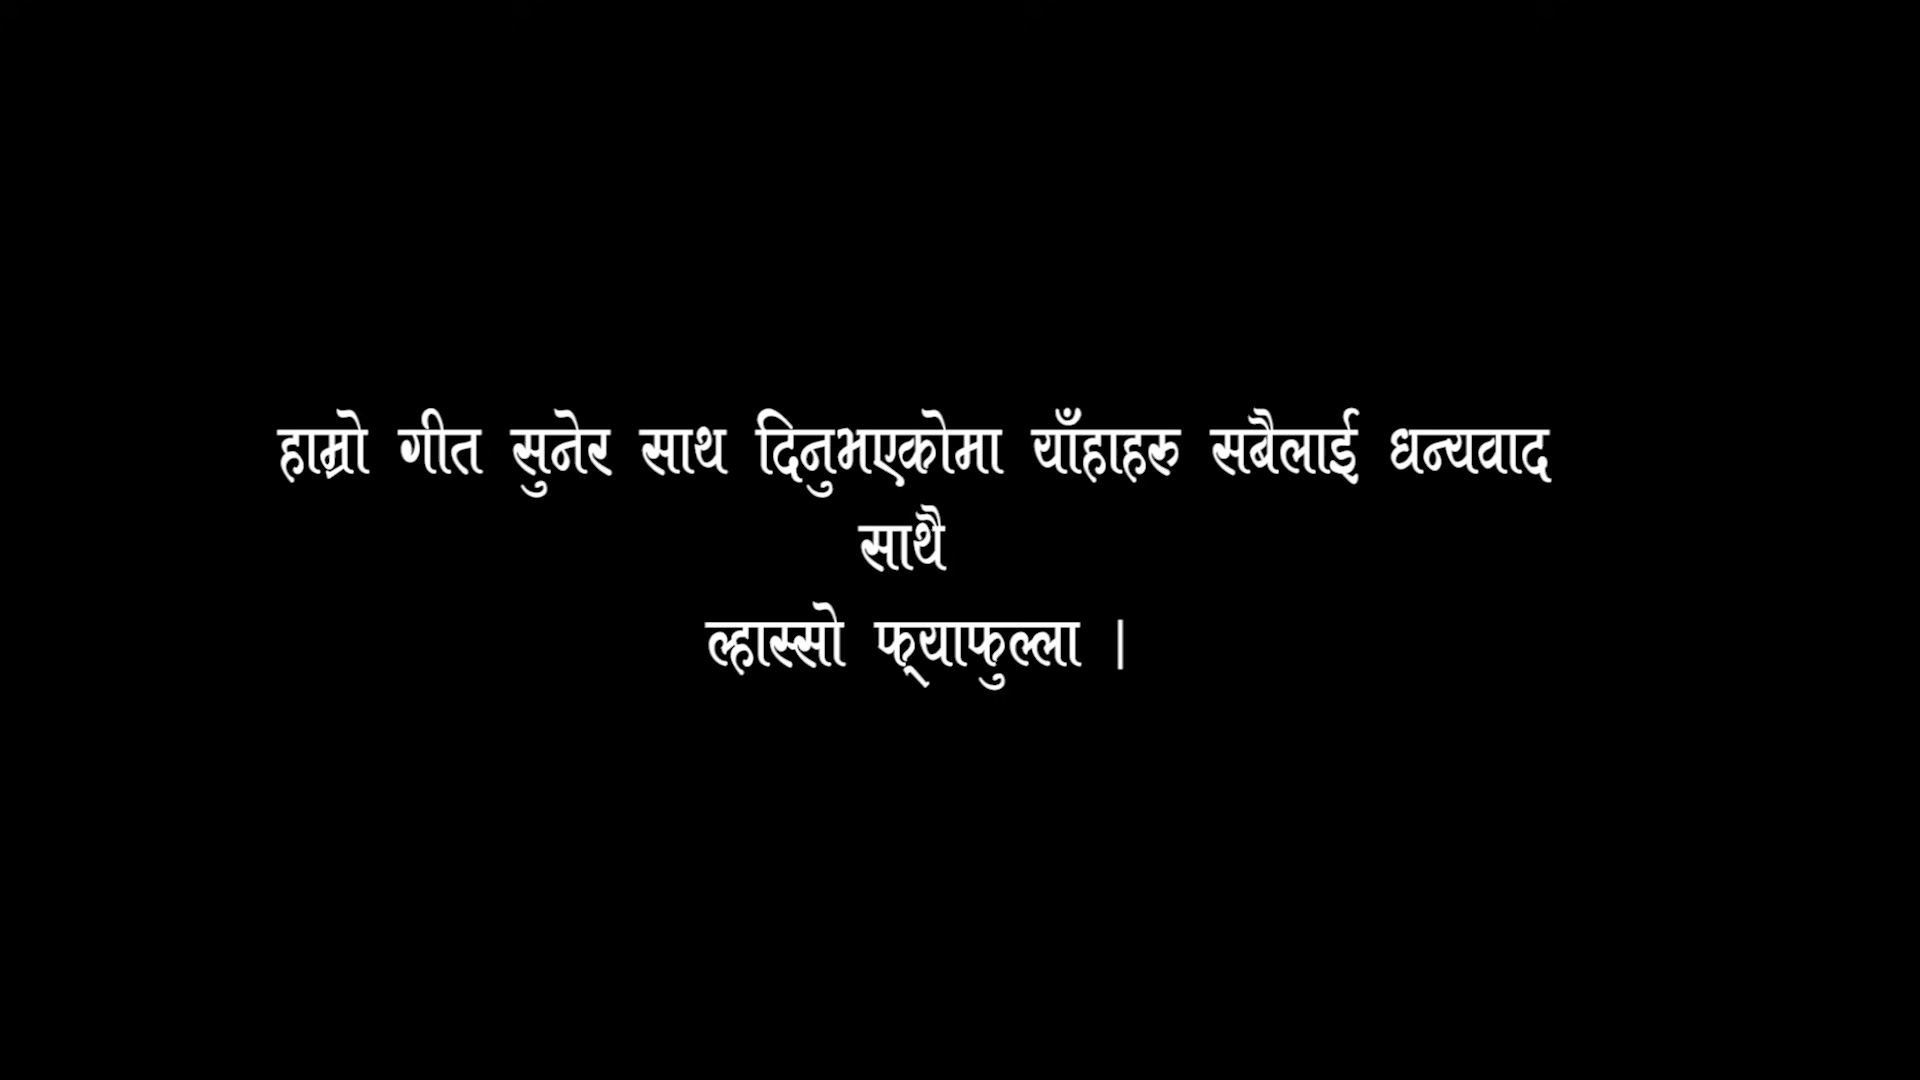 हाम्रो गीत सुनेर साथ दिनुभएकोमा याँहाहरु सबैलाई धन्यवाद
साथै
ल्हास्सो फ्याफुल्ला ।